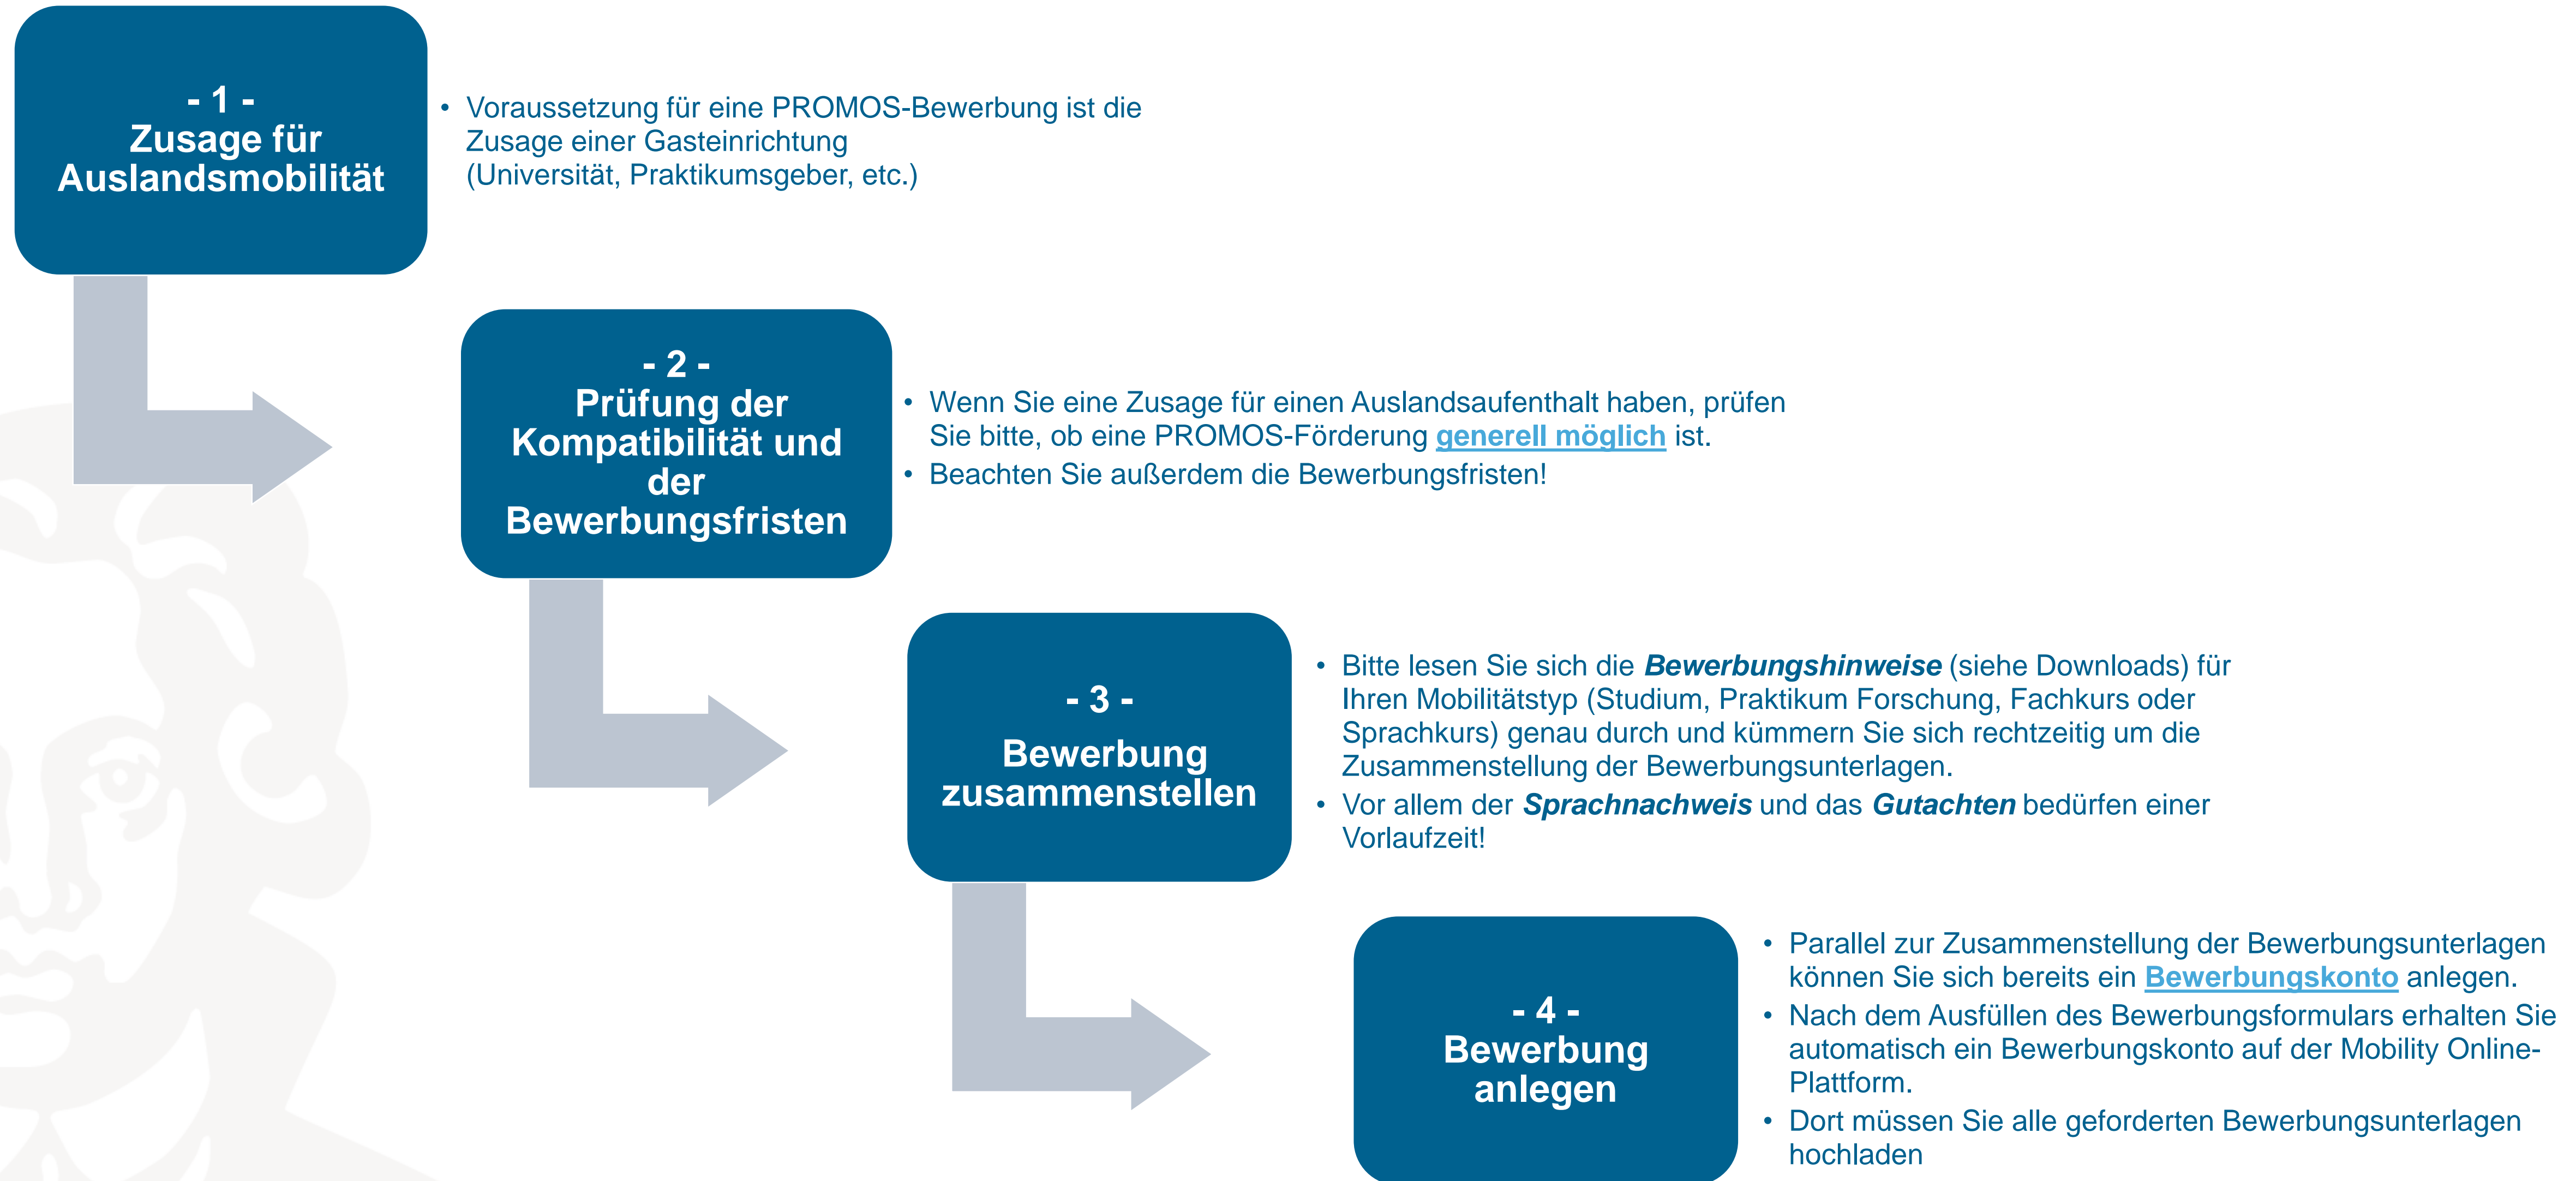 - 1 -
Zusage für
Auslandsmobilität
• Voraussetzung für eine PROMOS-Bewerbung ist die
Zusage einer Gasteinrichtung
(Universität, Praktikumsgeber, etc.)
- 2 -
Prüfung der
Kompatibilität und
der
Bewerbungsfristen
• Wenn Sie eine Zusage für einen Auslandsaufenthalt haben, prüfen
Sie bitte, ob eine PROMOS-Förderung generell möglich ist.
• Beachten Sie außerdem die Bewerbungsfristen!
- 3 -
Bewerbung
zusammenstellen
• Bitte lesen Sie sich die Bewerbungshinweise (siehe Downloads) für
Ihren Mobilitätstyp (Studium, Praktikum Forschung, Fachkurs oder
Sprachkurs) genau durch und kümmern Sie sich rechtzeitig um die
Zusammenstellung der Bewerbungsunterlagen.
• Vor allem der Sprachnachweis und das Gutachten bedürfen einer
Vorlaufzeit!
- 4 -
Bewerbung
anlegen
• Parallel zur Zusammenstellung der Bewerbungsunterlagen
können Sie sich bereits ein Bewerbungskonto anlegen.
• Nach dem Ausfüllen des Bewerbungsformulars erhalten Sie
automatisch ein Bewerbungskonto auf der Mobility Online-
Plattform.
• Dort müssen Sie alle geforderten Bewerbungsunterlagen
hochladen